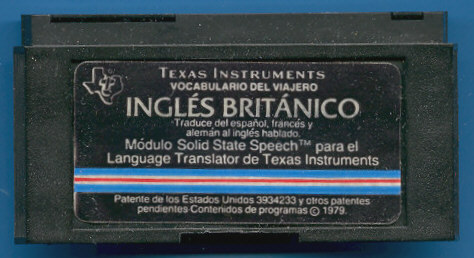 TEXAS INSTRUMENTS
VOCABULARIO DEL VIAJERO
INGLÉS BRITÁNICO
Traduce del español, francés y
alemán al inglés hablado.
Módulo Solid State Speech™ para el
Language Translator de Texas Instruments
Patente de los Estados Unidos 3934233 y otros patentes
pendientes Contenidos de programas © 1979.